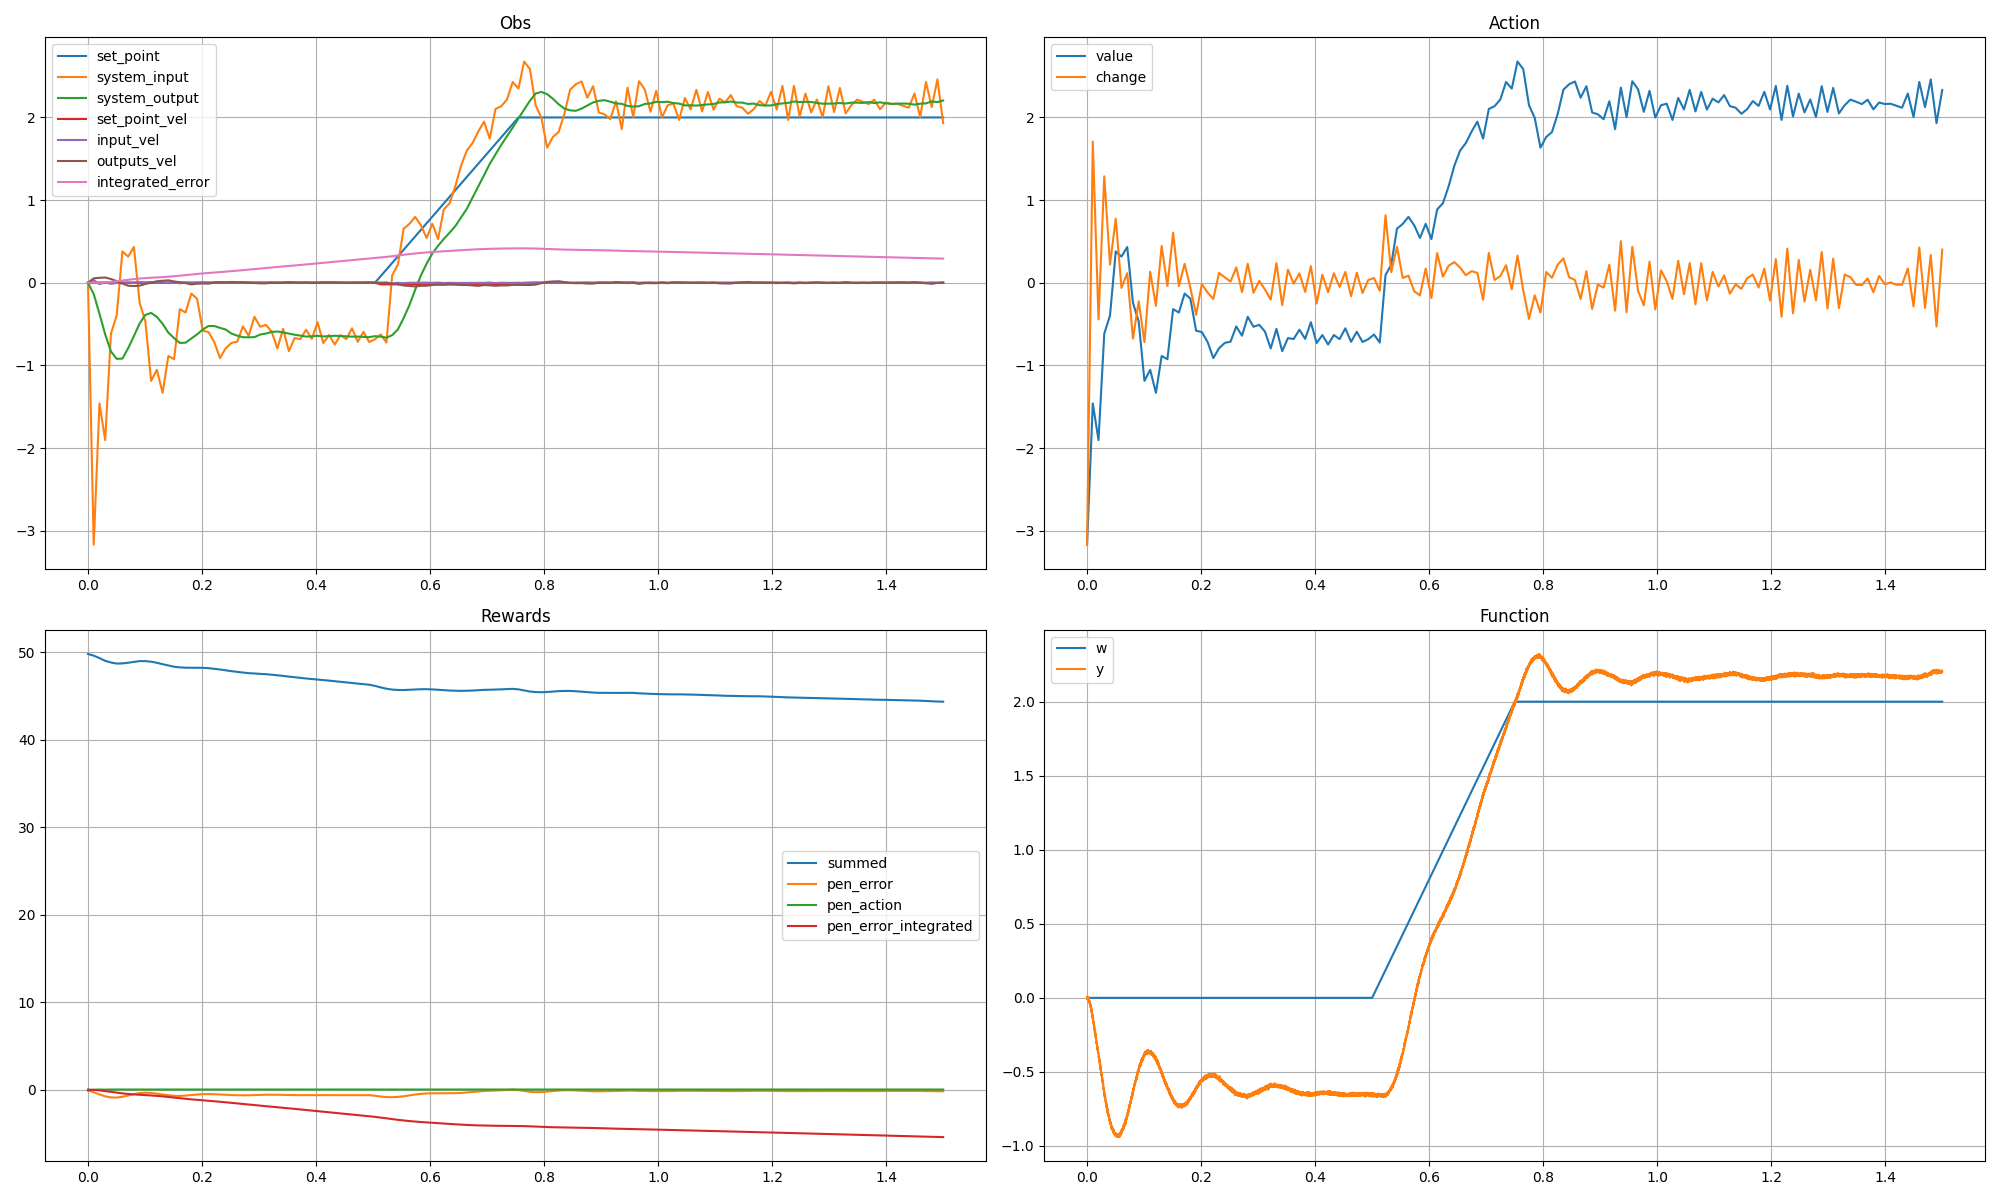 Obs
set_point
system_input
system_output
set_point_vel
input_vel
outputs_vel
integrated_error
2
1
0
−1
−2
−3
0.0 0.2 0.4 0.6 0.8 1.0 1.2 1.4
Action
value
change
2
1
0
−1
−2
−3
0.0 0.2 0.4 0.6 0.8 1.0 1.2 1.4
Rewards
50
40
30
20
10
0
summed
pen_error
pen_action
pen_error_integrated
0.0 0.2 0.4 0.6 0.8 1.0 1.2 1.4
Function
w
y
2.0
1.5
1.0
0.5
0.0
−0.5
−1.0
0.0 0.2 0.4 0.6 0.8 1.0 1.2 1.4